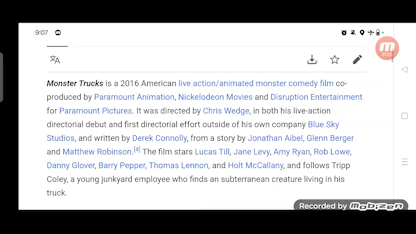 9:07
Monster Trucks is a 2016 American live action/animated monster comedy film co-
produced by Paramount Animation, Nickelodeon Movies and Disruption Entertainment
for Paramount Pictures. It was directed by Chris Wedge, in both his live-action
directorial debut and first directorial effort outside of his own company Blue Sky
Studios, and written by Derek Connolly, from a story by Jonathan Aibel, Glenn Berger
and Matthew Robinson.[4] The film stars Lucas Till, Jane Levy, Amy Ryan, Rob Lowe,
Danny Glover, Barry Pepper, Thomas Lennon, and Holt McCallany, and follows Tripp
Coley, a young junkyard employee who finds an subterranean creature living in his
truck.
Recorded by mobizen